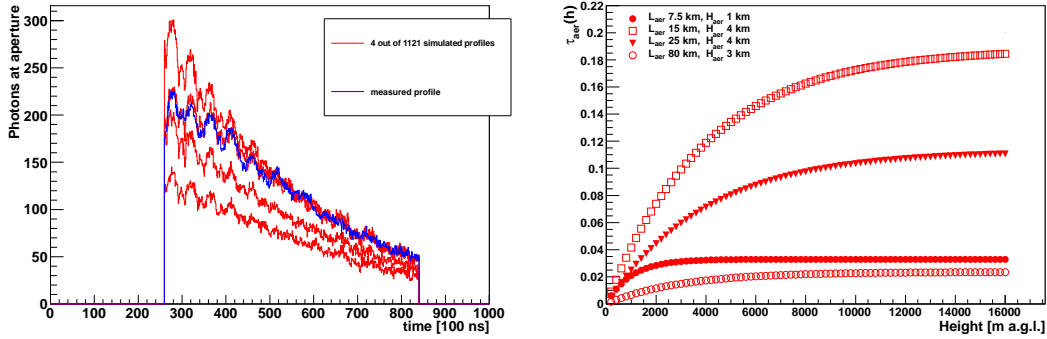 Photons at aperture
300
250
200
150
100
50
0
0 100 200 300 400 500 600 700 800 900 1000
time [100 ns]
4 out of 1121 simulated profiles
measured profile
τaer(h)
0.22
0.2
0.18
0.16
0.14
0.12
0.1
0.08
0.06
0.04
0.02
0
0 2000 4000 6000 8000 10000 12000 14000 16000
Height [m a.g.l.]
Laer 7.5 km, Haer 1 km
Laer 15 km, Haer 4 km
Laer 25 km, Haer 4 km
Laer 80 km, Haer 3 km